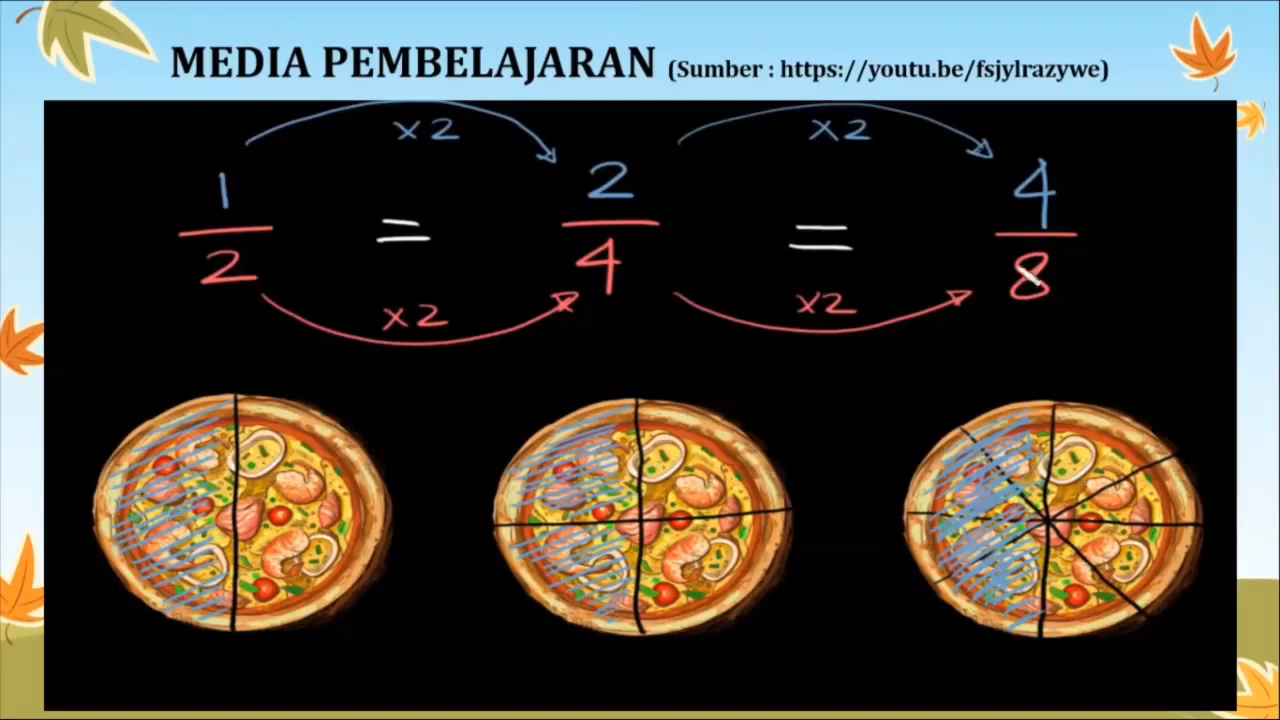 MEDIA PEMBELAJARAN (Sumber : https://youtu.be/fsjylrazywe)
x2 x2
1/2 = 2/4 = 4/8
x2 x2